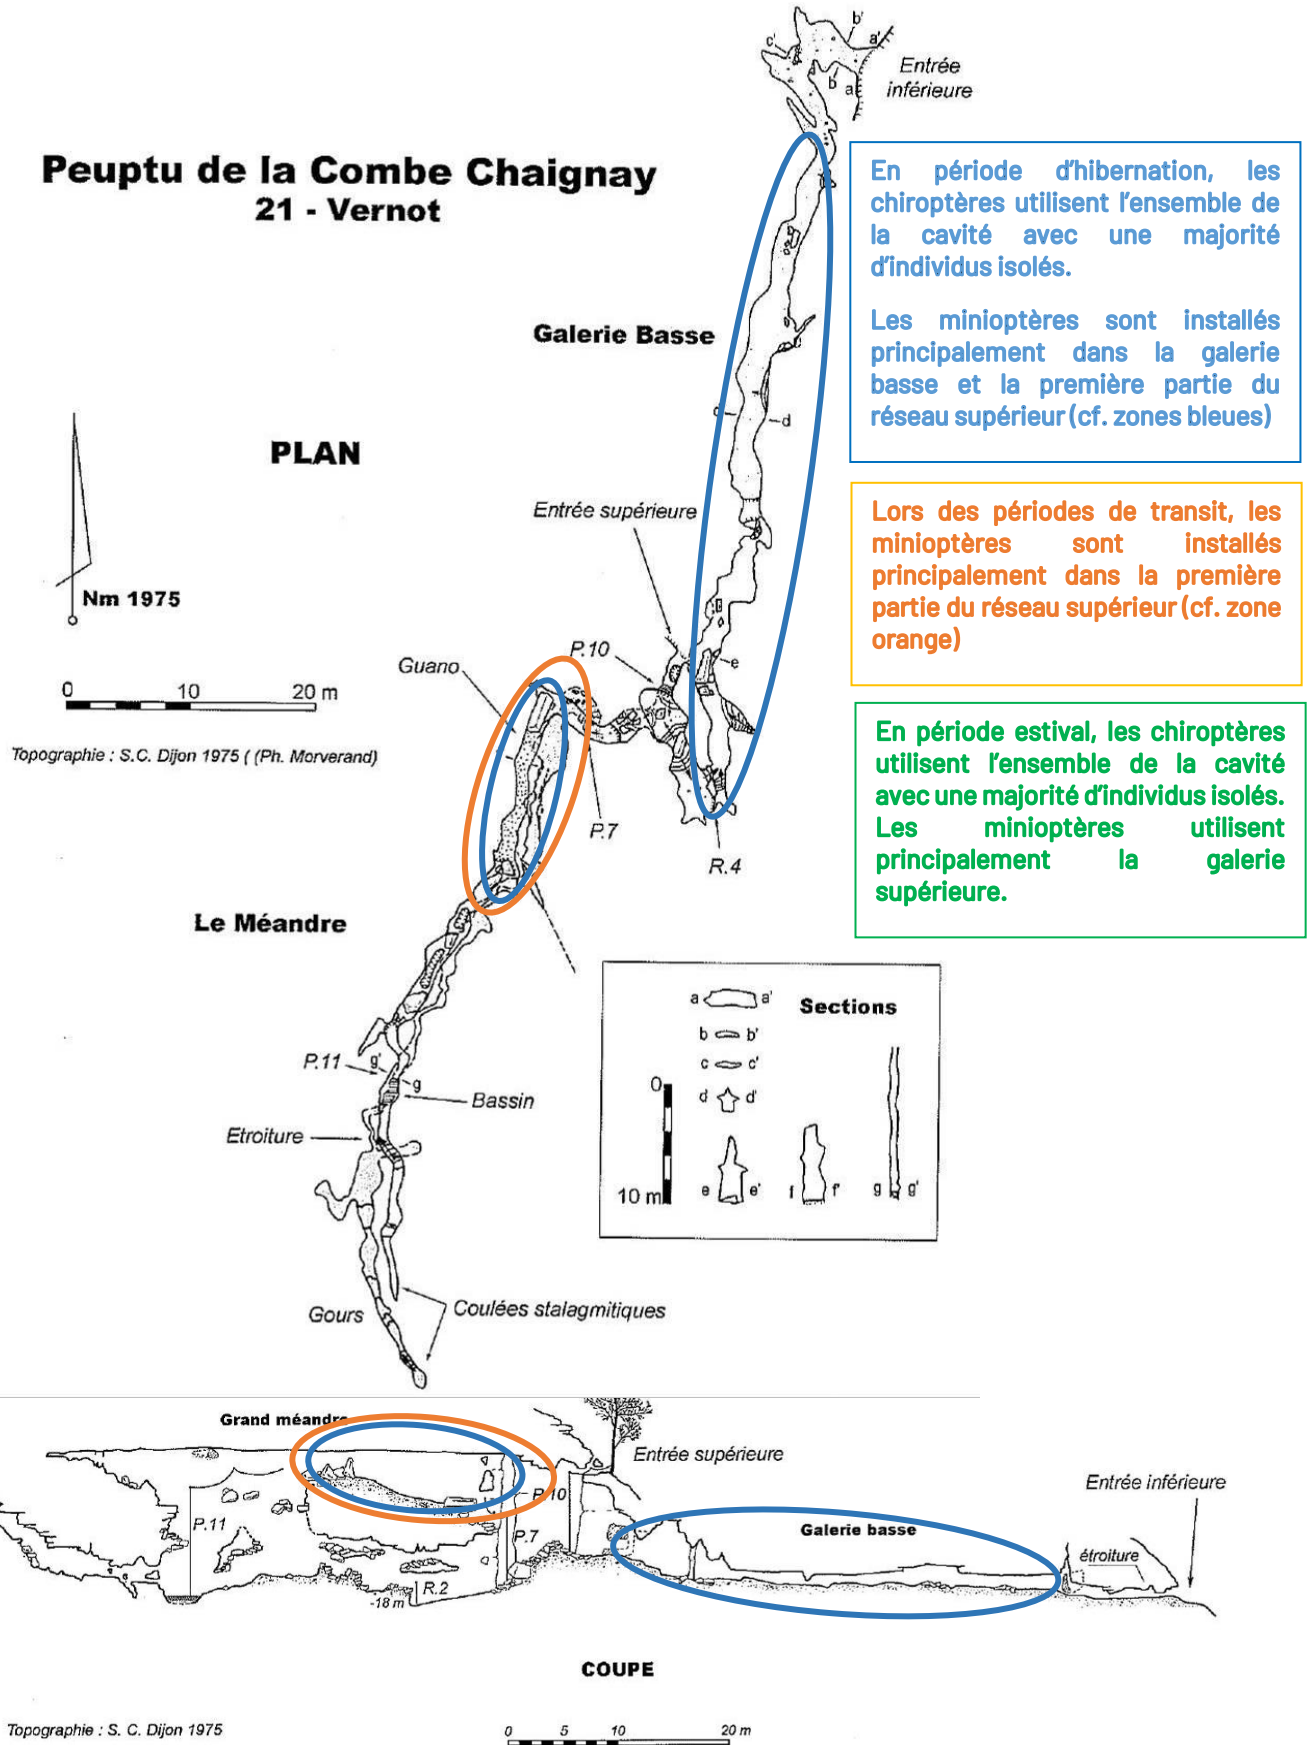 b'
c'
a'
Entrée
inférieure
b
a
Peuptu de la Combe Chaignay
21 - Vernot
En période d'hibernation, les
chiroptères utilisent l'ensemble de
la cavité avec une majorité
d'individus isolés.
Les minioptères sont installés
principalement dans la galerie
basse et la première partie du
réseau supérieur (cf. zones bleues)
Galerie Basse
d
PLAN
Entrée supérieure
Lors des périodes de transit, les
minioptères sont installés
principalement dans la première
partie du réseau supérieur (cf. zone
orange)
Nm 1975
P.10
e
Guano
0 10 20 m
Topographie : S.C. Dijon 1975 ( (Ph. Morverand)
En période estival, les chiroptères
utilisent l'ensemble de la cavité
avec une majorité d'individus isolés.
Les minioptères utilisent
principalement la galerie
supérieure.
P.7
R.4
Le Méandre
Sections
a a'
b b'
c c'
d d'
e e'
f f'
g g'
0
10 m
P.11
g'
g
Bassin
Etroiture
Gours
Coulées stalagmitiques
Grand méandre
Entrée supérieure
Entrée inférieure
P.10
P.11
P.7
Galerie basse
étroiture
R.2
-18 m
COUPE
Topographie : S. C. Dijon 1975
0 5 10 20 m